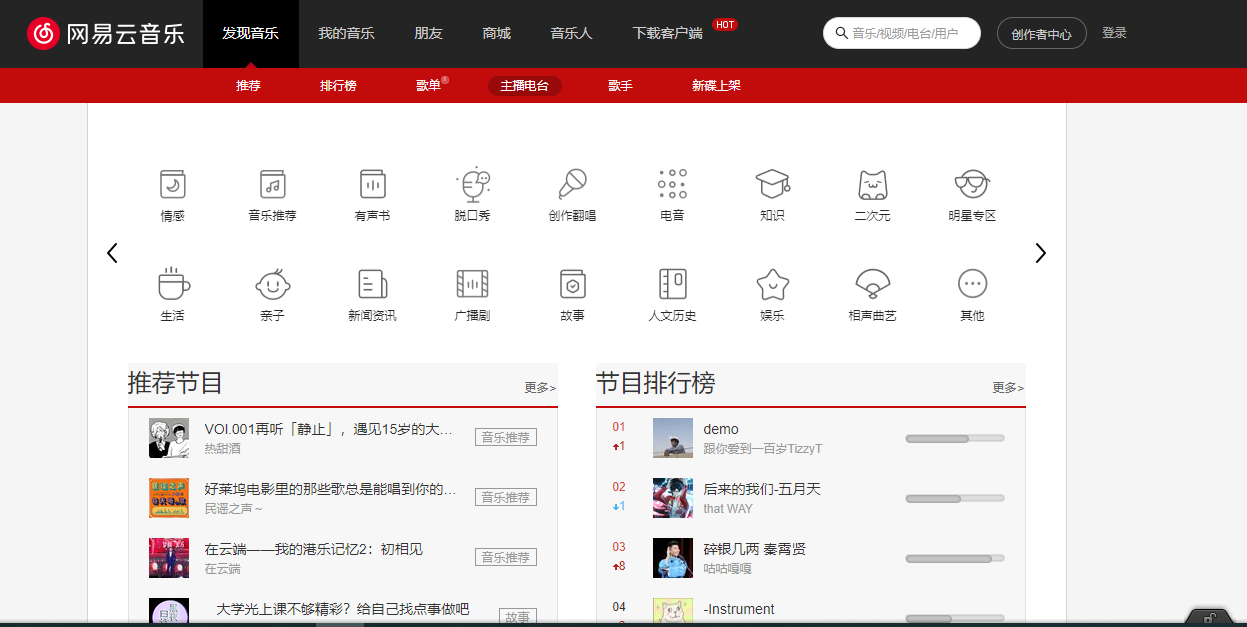 网易云音乐
发现音乐 我的音乐 朋友 商城 音乐人 下载客户端 HOT
音乐/视频/电台/用户
创作者中心 登录
推荐 排行榜 歌单 主播电台 歌手 新碟上架
情感 音乐推荐 有声书 脱口秀 创作翻唱 电音 知识 二次元 明星专区
生活 亲子 新闻资讯 广播剧 故事 人文历史 娱乐 相声曲艺 其他
推荐节目 更多>
VOl.001再听「静止」，遇见15岁的大…
热甜酒
音乐推荐
好莱坞电影里的那些歌总是能唱到你的…
民谣之声～
音乐推荐
在云端——我的港乐记忆2：初相见
在云端
音乐推荐
大学光上课不够精彩？给自己找点事做吧
故事
节目排行榜 更多>
01
1
demo
跟你爱到一百岁TizzyT
02
1
后来的我们-五月天
that WAY
03
8
碎银几两 秦霄贤
咕咕嘎嘎
04
-Instrument